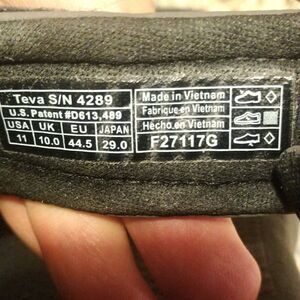 Teva S/N 4289
U.S. Patent #D613,489
USA UK EU JAPAN
11 10.0 44.5 29.0
Made in Vietnam
Fabriqué en Vietnam
Hecho en Vietnam
F27117G